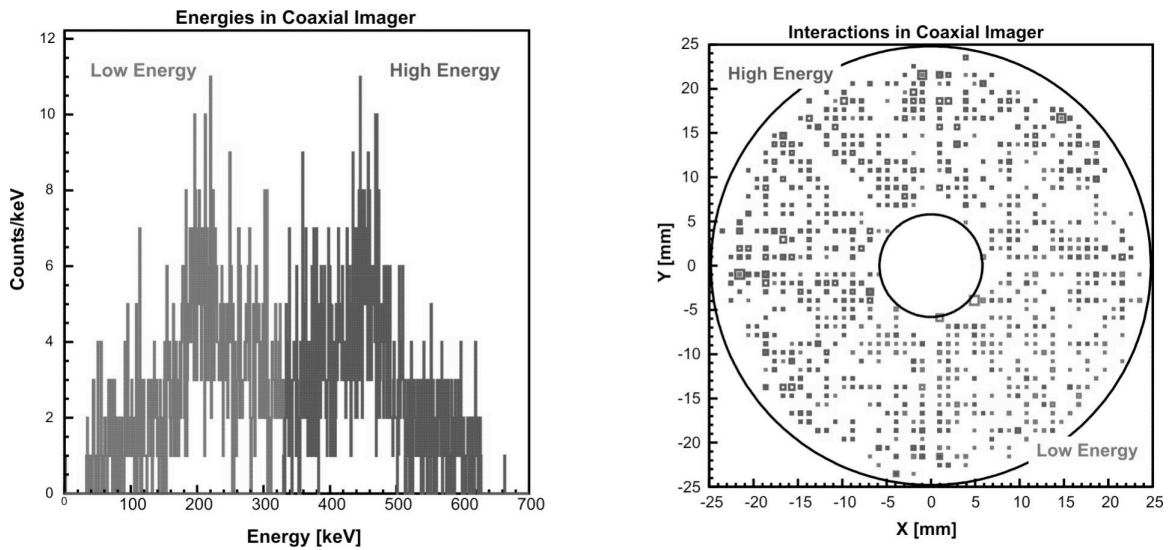 Energies in Coaxial Imager
12
10
8
6
4
2
0
Counts/keV
Low Energy
High Energy
0 100 200 300 400 500 600 700
Energy [keV]
Interactions in Coaxial Imager
25
20
15
10
5
0
-5
-10
-15
-20
-25
Y [mm]
High Energy
Low Energy
-25 -20 -15 -10 -5 0 5 10 15 20 25
X [mm]